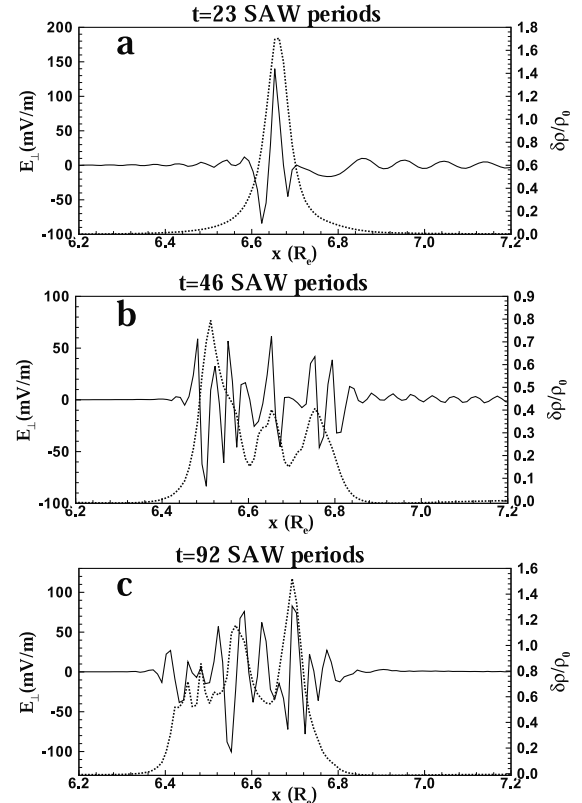 t=23 SAW periods
a
200
150
100
50
0
-50
-100
E⊥(mV/m)
1.8
1.6
1.4
1.2
1.0
0.8
0.6
0.4
0.2
0.0
δρ/ρ0
6.2 6.4 6.6 6.8 7.0 7.2
x (Re)
t=46 SAW periods
b
100
50
0
-50
-100
E⊥(mV/m)
0.9
0.8
0.7
0.6
0.5
0.4
0.3
0.2
0.1
0.0
δρ/ρ0
6.2 6.4 6.6 6.8 7.0 7.2
x (Re)
t=92 SAW periods
c
100
50
0
-50
-100
E⊥(mV/m)
1.6
1.4
1.2
1.0
0.8
0.6
0.4
0.2
0.0
δρ/ρ0
6.2 6.4 6.6 6.8 7.0 7.2
x (Re)